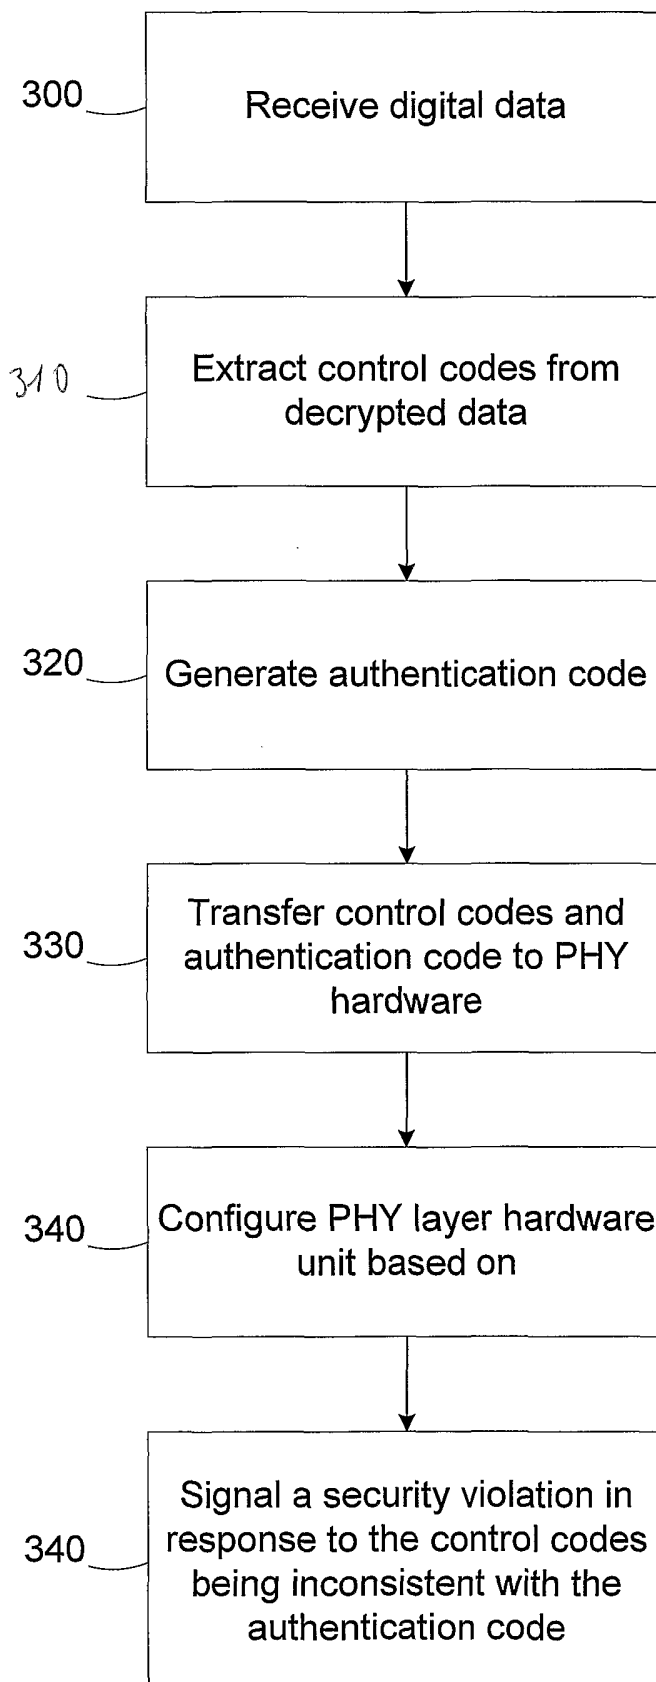 300
Receive digital data
310
Extract control codes from
decrypted data
320
Generate authentication code
330
Transfer control codes and
authentication code to PHY
hardware
340
Configure PHY layer hardware
unit based on
340
Signal a security violation in
response to the control codes
being inconsistent with the
authentication code